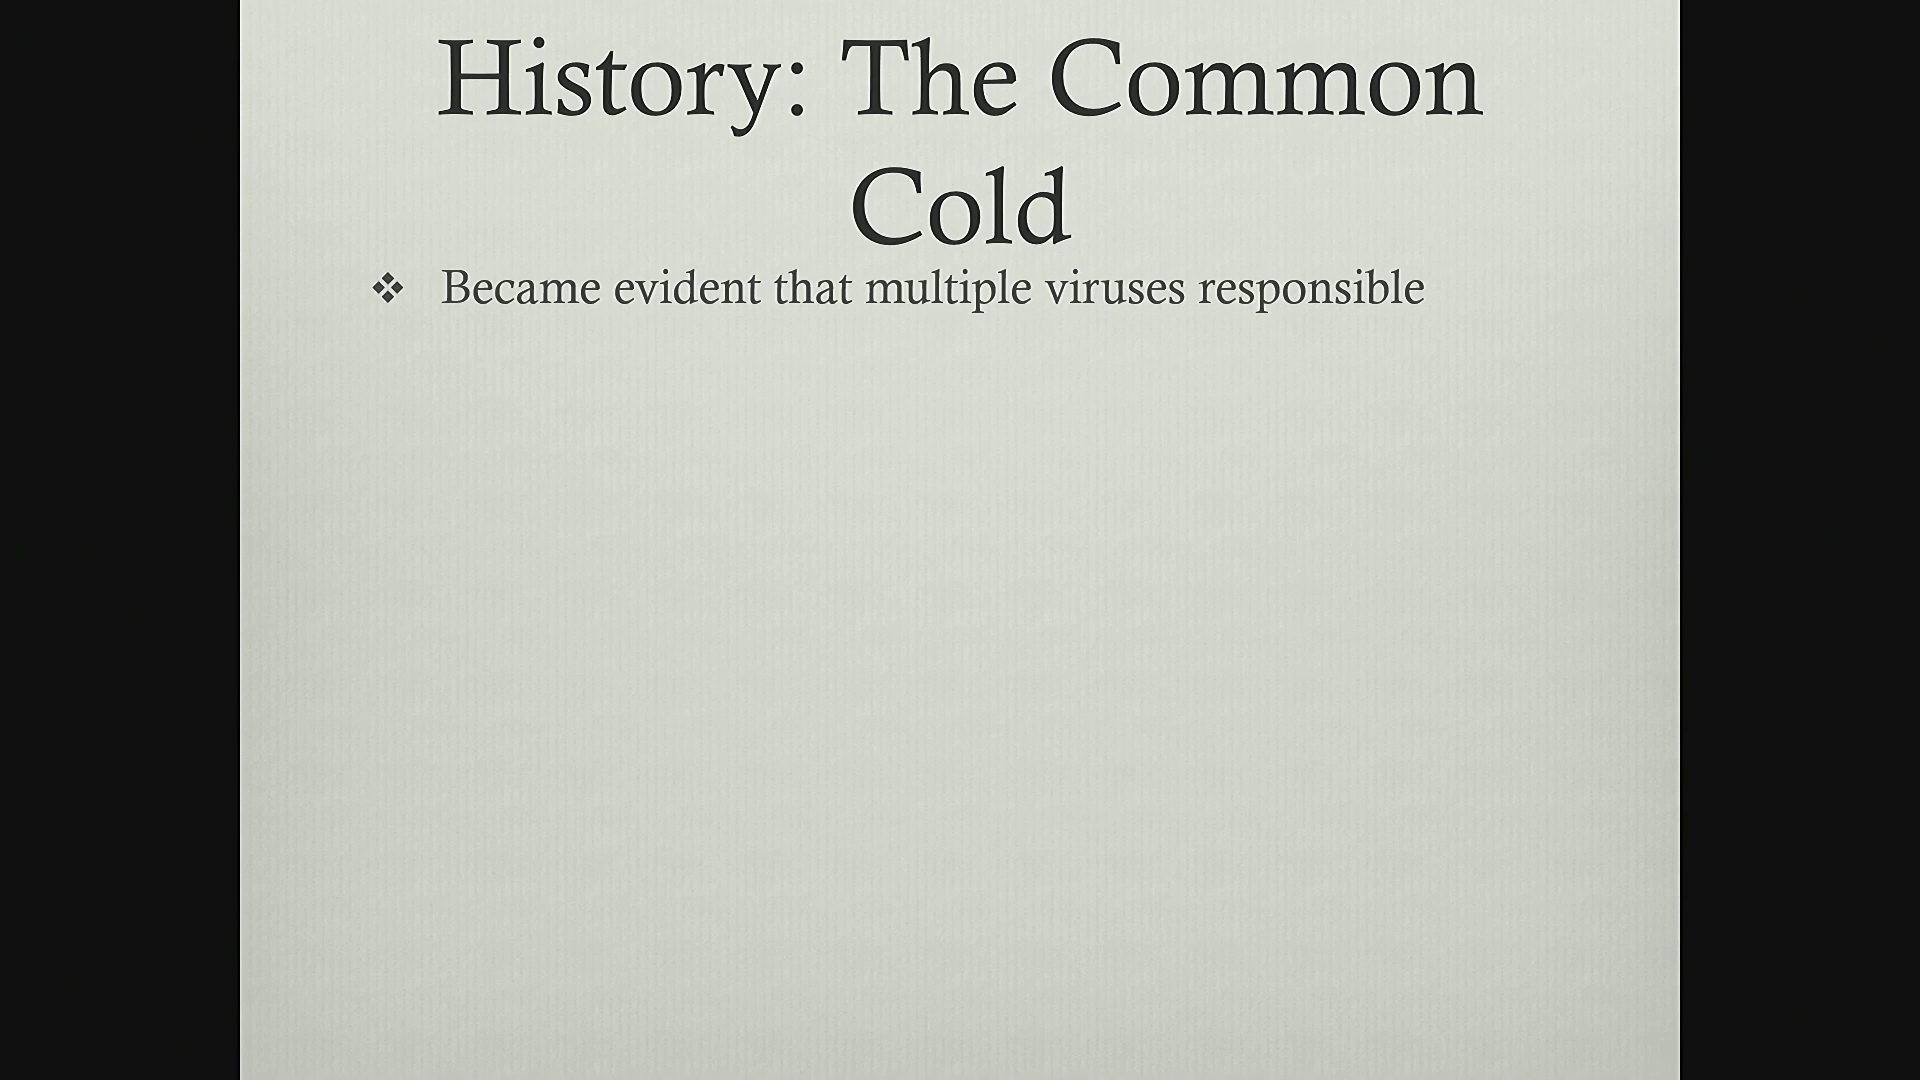 History: The Common
Cold
❖ Became evident that multiple viruses responsible